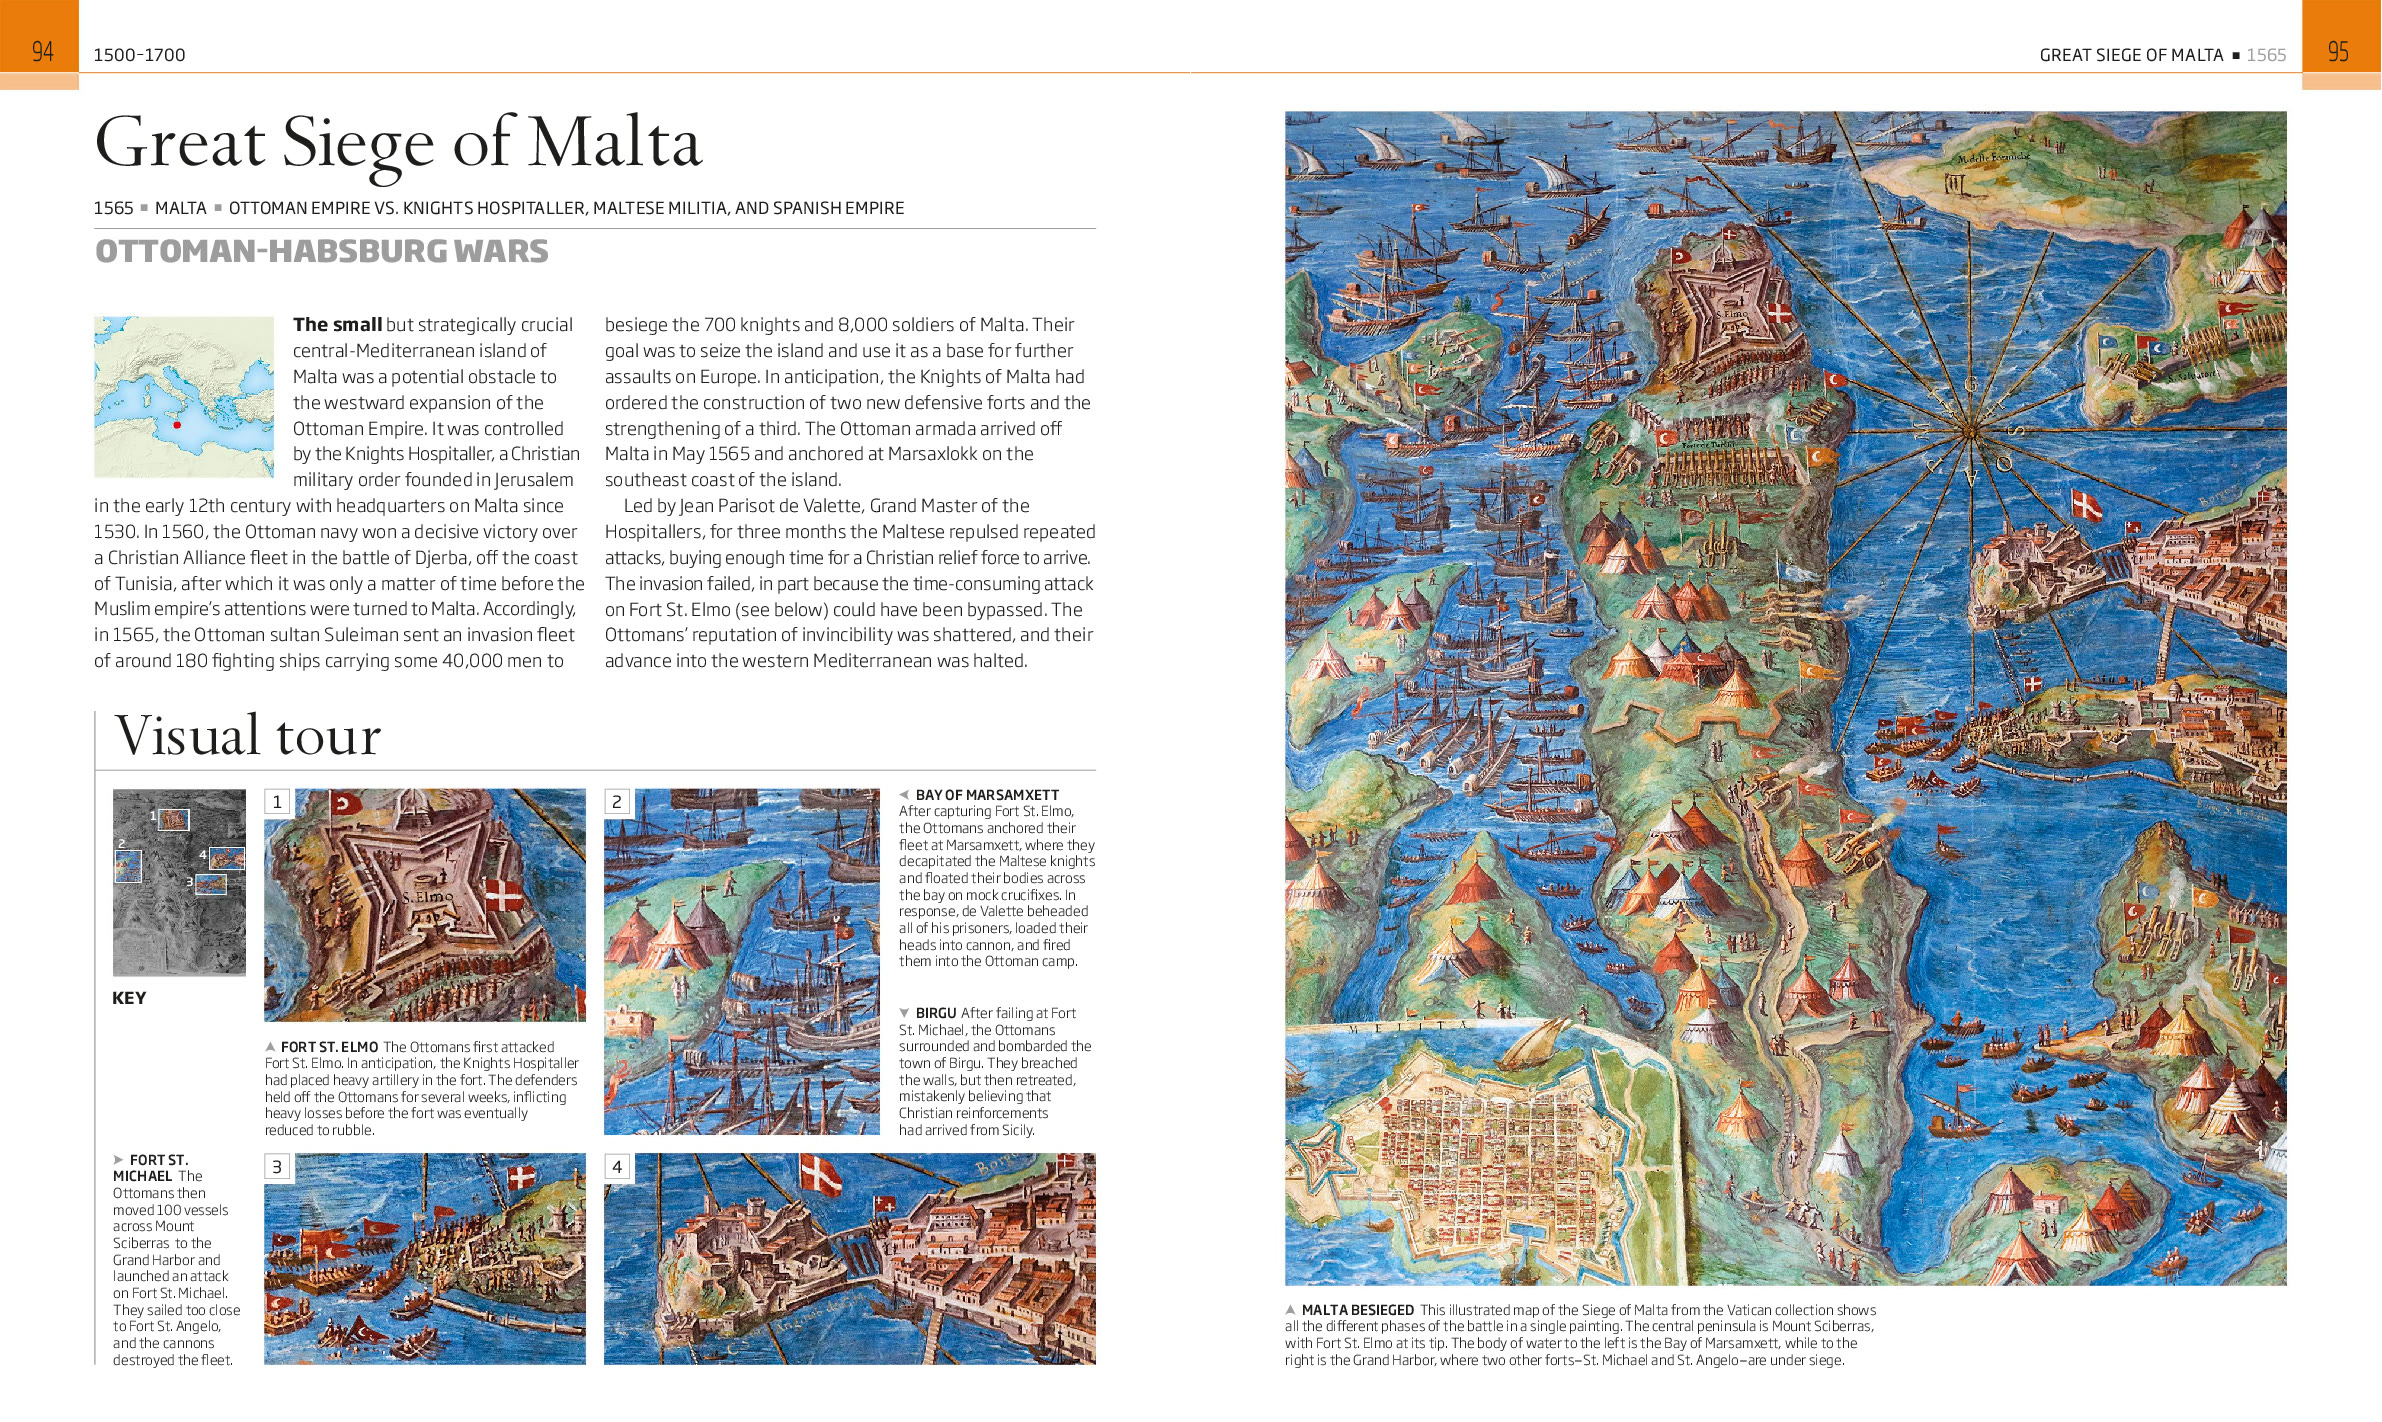 94
1500–1700
GREAT SIEGE OF MALTA ■ 1565
95
Great Siege of Malta
1565 ■ MALTA ■ OTTOMAN EMPIRE VS. KNIGHTS HOSPITALLER, MALTESE MILITIA, AND SPANISH EMPIRE
OTTOMAN-HABSBURG WARS
The small but strategically crucial
central-Mediterranean island of
Malta was a potential obstacle to
the westward expansion of the
Ottoman Empire. It was controlled
by the Knights Hospitaller, a Christian
military order founded in Jerusalem
in the early 12th century with headquarters on Malta since
1530. In 1560, the Ottoman navy won a decisive victory over
a Christian Alliance fleet in the battle of Djerba, off the coast
of Tunisia, after which it was only a matter of time before the
Muslim empire’s attentions were turned to Malta. Accordingly,
in 1565, the Ottoman sultan Suleiman sent an invasion fleet
of around 180 fighting ships carrying some 40,000 men to
besiege the 700 knights and 8,000 soldiers of Malta. Their
goal was to seize the island and use it as a base for further
assaults on Europe. In anticipation, the Knights of Malta had
ordered the construction of two new defensive forts and the
strengthening of a third. The Ottoman armada arrived off
Malta in May 1565 and anchored at Marsaxlokk on the
southeast coast of the island.
Led by Jean Parisot de Valette, Grand Master of the
Hospitallers, for three months the Maltese repulsed repeated
attacks, buying enough time for a Christian relief force to arrive.
The invasion failed, in part because the time-consuming attack
on Fort St. Elmo (see below) could have been bypassed. The
Ottomans’ reputation of invincibility was shattered, and their
advance into the western Mediterranean was halted.
Visual tour
1
2
3
4
KEY
1
S. Elmo
FORT ST. ELMO The Ottomans first attacked
Fort St. Elmo. In anticipation, the Knights Hospitaller
had placed heavy artillery in the fort. The defenders
held off the Ottomans for several weeks, inflicting
heavy losses before the fort was eventually
reduced to rubble.
2
BAY OF MARSAMXETT
After capturing Fort St. Elmo,
the Ottomans anchored their
fleet at Marsamxett, where they
decapitated the Maltese knights
and floated their bodies across
the bay on mock crucifixes. In
response, de Valette beheaded
all of his prisoners, loaded their
heads into cannon, and fired
them into the Ottoman camp.
BIRGU After failing at Fort
St. Michael, the Ottomans
surrounded and bombarded the
town of Birgu. They breached
the walls, but then retreated,
mistakenly believing that
Christian reinforcements
had arrived from Sicily.
FORT ST.
MICHAEL The
Ottomans then
moved 100 vessels
across Mount
Sciberras to the
Grand Harbor and
launched an attack
on Fort St. Michael.
They sailed too close
to Fort St. Angelo,
and the cannons
destroyed the fleet.
3
4
S. Elmo
S. Salvatore
MELITA
MALTA BESIEGED This illustrated map of the Siege of Malta from the Vatican collection shows
all the different phases of the battle in a single painting. The central peninsula is Mount Sciberras,
with Fort St. Elmo at its tip. The body of water to the left is the Bay of Marsamxett, while to the
right is the Grand Harbor, where two other forts—St. Michael and St. Angelo—are under siege.